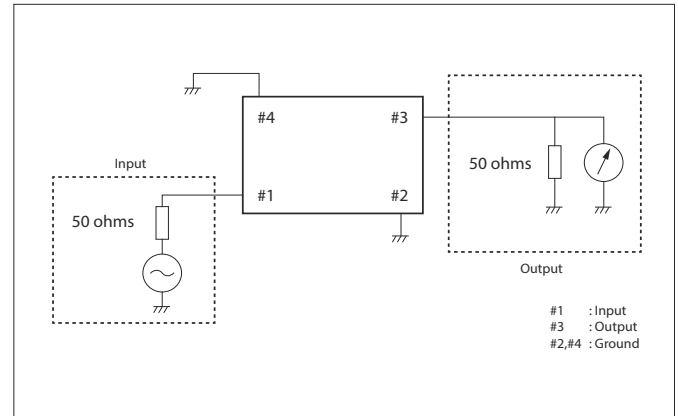 #4
#3
Input
50 ohms
#1
#2
50 ohms
Output
#1 : Input
#3 : Output
#2,#4 : Ground